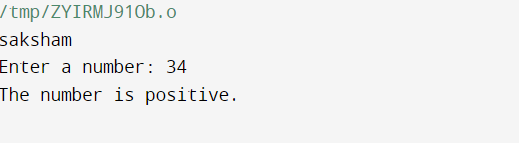 /tmp/ZYIRMJ91Ob.o
saksham
Enter a number: 34
The number is positive.